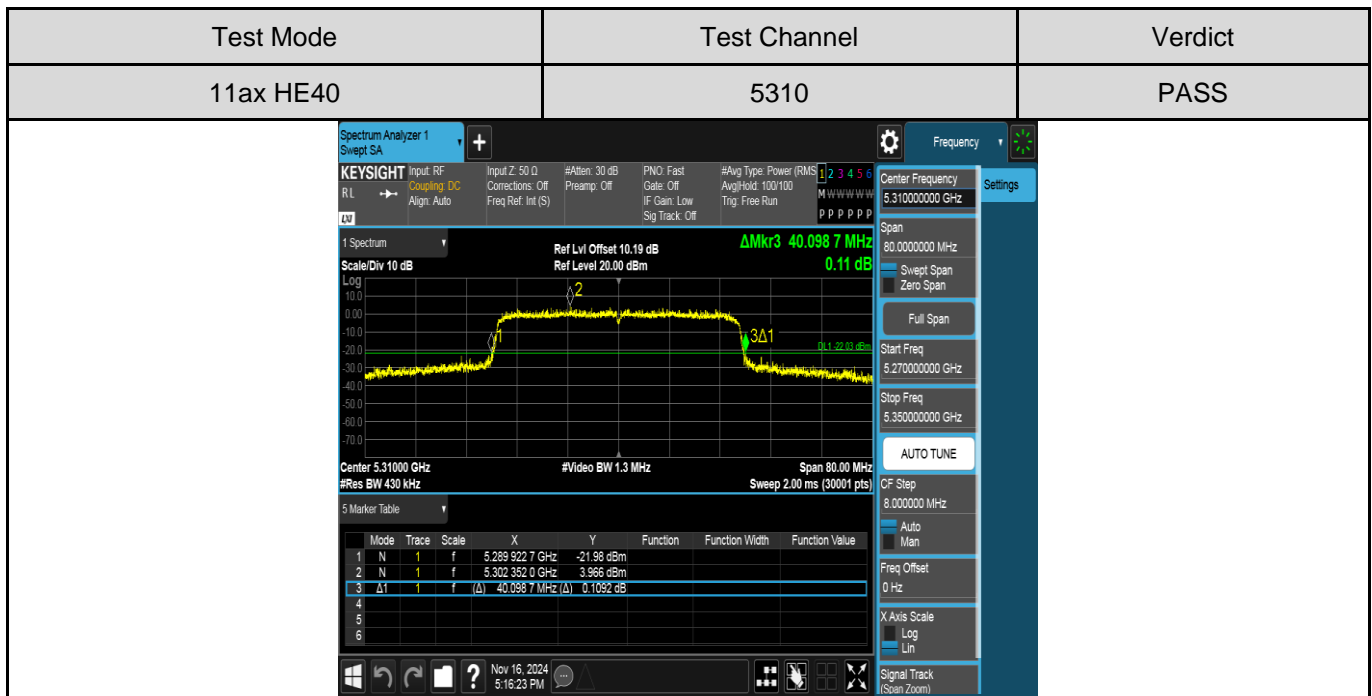 Test Mode Test Channel Verdict
11ax HE40 5310 PASS
Spectrum Analyzer 1
Swept SA
+
Frequency
KEYSIGHT
RL
LXI
Input: RF
Coupling: DC
Align: Auto
Input Z: 50 Ω
Corrections: Off
Freq Ref: Int (S)
#Atten: 30 dB
Preamp: Off
PNO: Fast
Gate: Off
IF Gain: Low
Sig Track: Off
#Avg Type: Power (RMS
Avg|Hold: 100/100
Trig: Free Run
1 2 3 4 5 6
M W W W W W
P P P P P P
1 Spectrum
Scale/Div 10 dB
Ref Lvl Offset 10.19 dB
Ref Level 20.00 dBm
ΔMkr3 40.098 7 MHz
0.11 dB
Log
10.0
0.00
-10.0
-20.0
-30.0
-40.0
-50.0
-60.0
-70.0
2
1
3Δ1
DL1 -22.03 dBm
Center 5.31000 GHz #Video BW 1.3 MHz Span 80.00 MHz
#Res BW 430 kHz Sweep 2.00 ms (30001 pts)
5 Marker Table
Mode Trace Scale X Y Function Function Width Function Value
1 N 1 f 5.289 922 7 GHz -21.98 dBm
2 N 1 f 5.302 352 0 GHz 3.966 dBm
3 Δ1 1 f (Δ) 40.098 7 MHz (Δ) 0.1092 dB
4
5
6
?
Nov 16, 2024
5:16:23 PM
Center Frequency
5.310000000 GHz
Settings
Span
80.0000000 MHz
Swept Span
Zero Span
Full Span
Start Freq
5.270000000 GHz
Stop Freq
5.350000000 GHz
AUTO TUNE
CF Step
8.000000 MHz
Auto
Man
Freq Offset
0 Hz
X Axis Scale
Log
Lin
Signal Track
(Span Zoom)